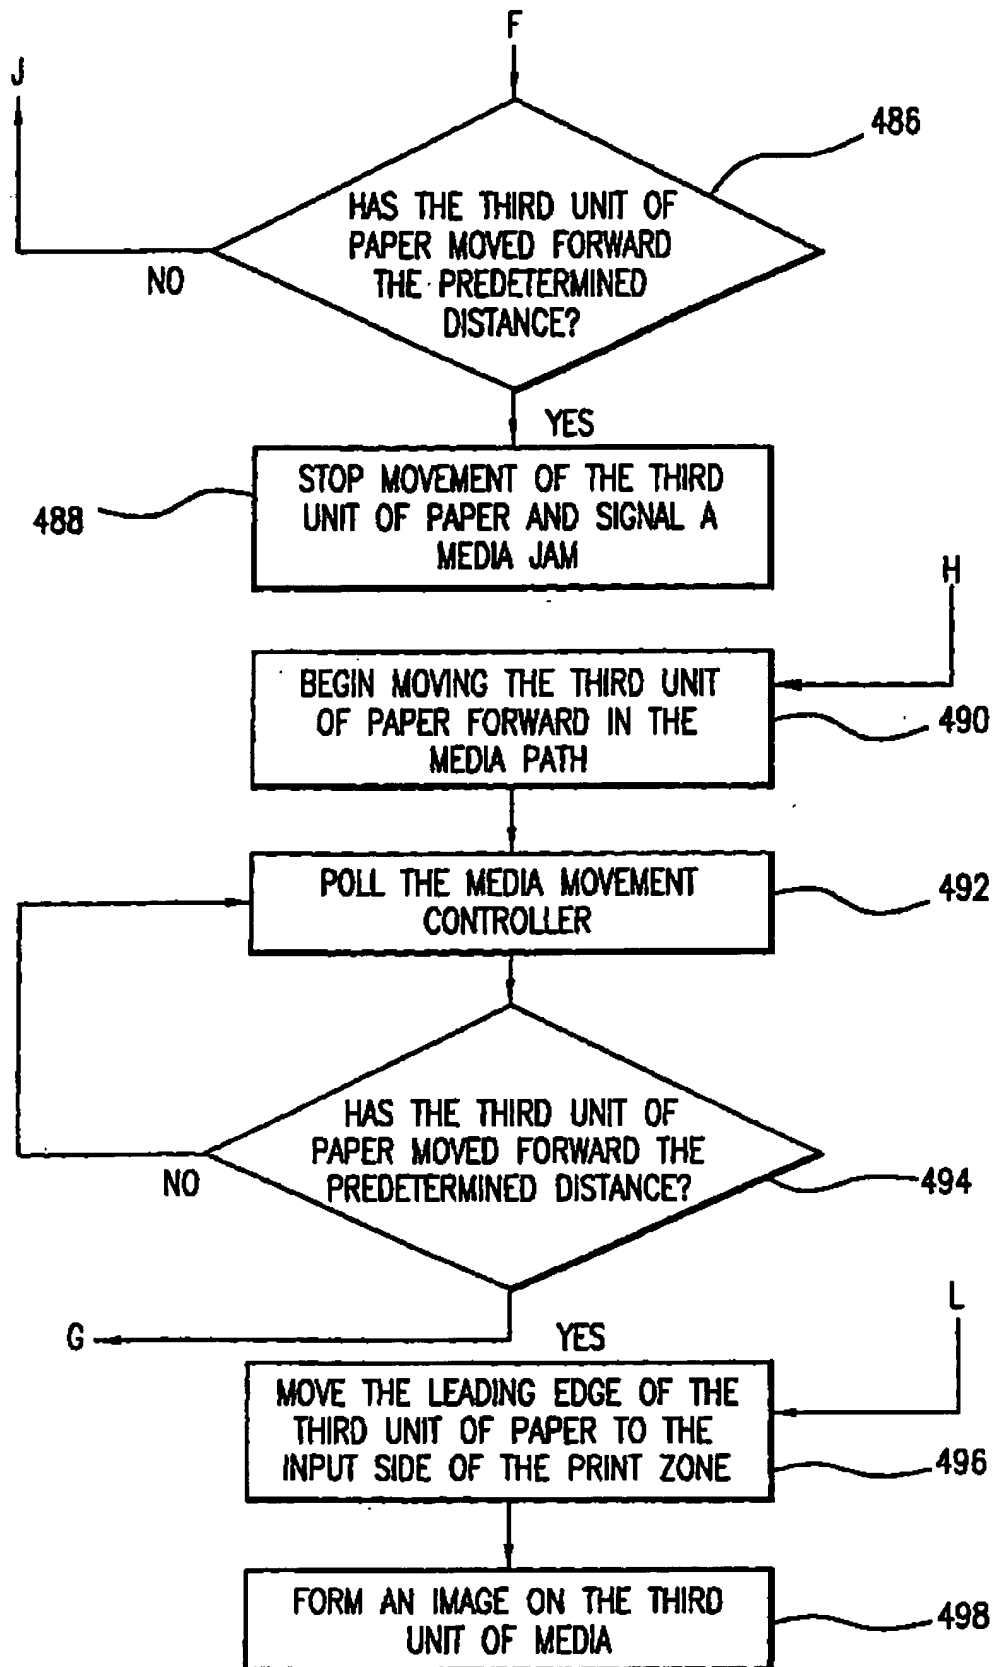 F
J
486
HAS THE THIRD UNIT OF
PAPER MOVED FORWARD
THE PREDETERMINED
DISTANCE?
NO
YES
STOP MOVEMENT OF THE THIRD
UNIT OF PAPER AND SIGNAL A
MEDIA JAM
488
H
BEGIN MOVING THE THIRD UNIT
OF PAPER FORWARD IN THE
MEDIA PATH
490
POLL THE MEDIA MOVEMENT
CONTROLLER
492
HAS THE THIRD UNIT OF
PAPER MOVED FORWARD THE
PREDETERMINED DISTANCE?
NO
494
L
G
YES
MOVE THE LEADING EDGE OF THE
THIRD UNIT OF PAPER TO THE
INPUT SIDE OF THE PRINT ZONE
496
FORM AN IMAGE ON THE THIRD
UNIT OF MEDIA
498